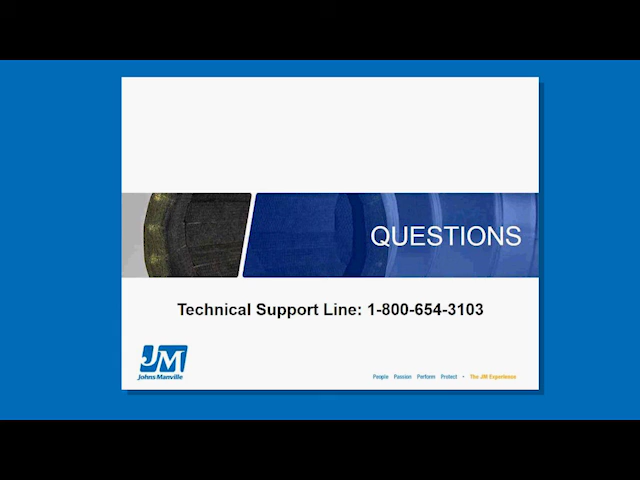 QUESTIONS
Technical Support Line: 1-800-654-3103
JM
Johns Manville
People Passion Perform Protect • The JM Experience